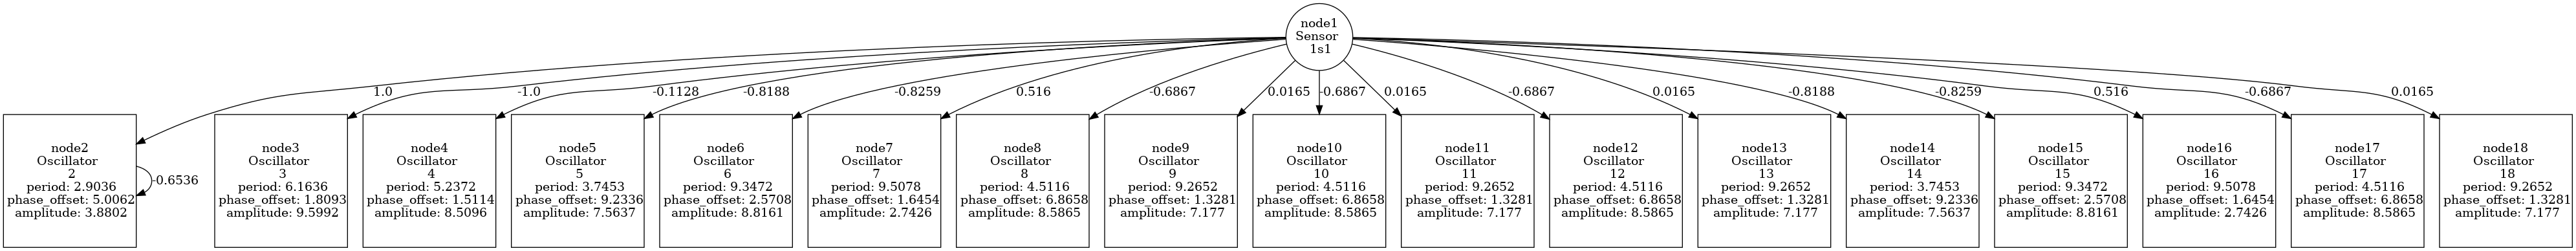 node1
Sensor
1s1
1.0
-1.0
-0.1128
-0.8188
-0.8259
0.516
-0.6867
0.0165
-0.6867
0.0165
-0.6867
0.0165
-0.8188
-0.8259
0.516
-0.6867
0.0165
node2
Oscillator
2
period: 2.9036
phase_offset: 5.0062
amplitude: 3.8802
-0.6536
node3
Oscillator
3
period: 6.1636
phase_offset: 1.8093
amplitude: 9.5992
node4
Oscillator
4
period: 5.2372
phase_offset: 1.5114
amplitude: 8.5096
node5
Oscillator
5
period: 3.7453
phase_offset: 9.2336
amplitude: 7.5637
node6
Oscillator
6
period: 9.3472
phase_offset: 2.5708
amplitude: 8.8161
node7
Oscillator
7
period: 9.5078
phase_offset: 1.6454
amplitude: 2.7426
node8
Oscillator
8
period: 4.5116
phase_offset: 6.8658
amplitude: 8.5865
node9
Oscillator
9
period: 9.2652
phase_offset: 1.3281
amplitude: 7.177
node10
Oscillator
10
period: 4.5116
phase_offset: 6.8658
amplitude: 8.5865
node11
Oscillator
11
period: 9.2652
phase_offset: 1.3281
amplitude: 7.177
node12
Oscillator
12
period: 4.5116
phase_offset: 6.8658
amplitude: 8.5865
node13
Oscillator
13
period: 9.2652
phase_offset: 1.3281
amplitude: 7.177
node14
Oscillator
14
period: 3.7453
phase_offset: 9.2336
amplitude: 7.5637
node15
Oscillator
15
period: 9.3472
phase_offset: 2.5708
amplitude: 8.8161
node16
Oscillator
16
period: 9.5078
phase_offset: 1.6454
amplitude: 2.7426
node17
Oscillator
17
period: 4.5116
phase_offset: 6.8658
amplitude: 8.5865
node18
Oscillator
18
period: 9.2652
phase_offset: 1.3281
amplitude: 7.177